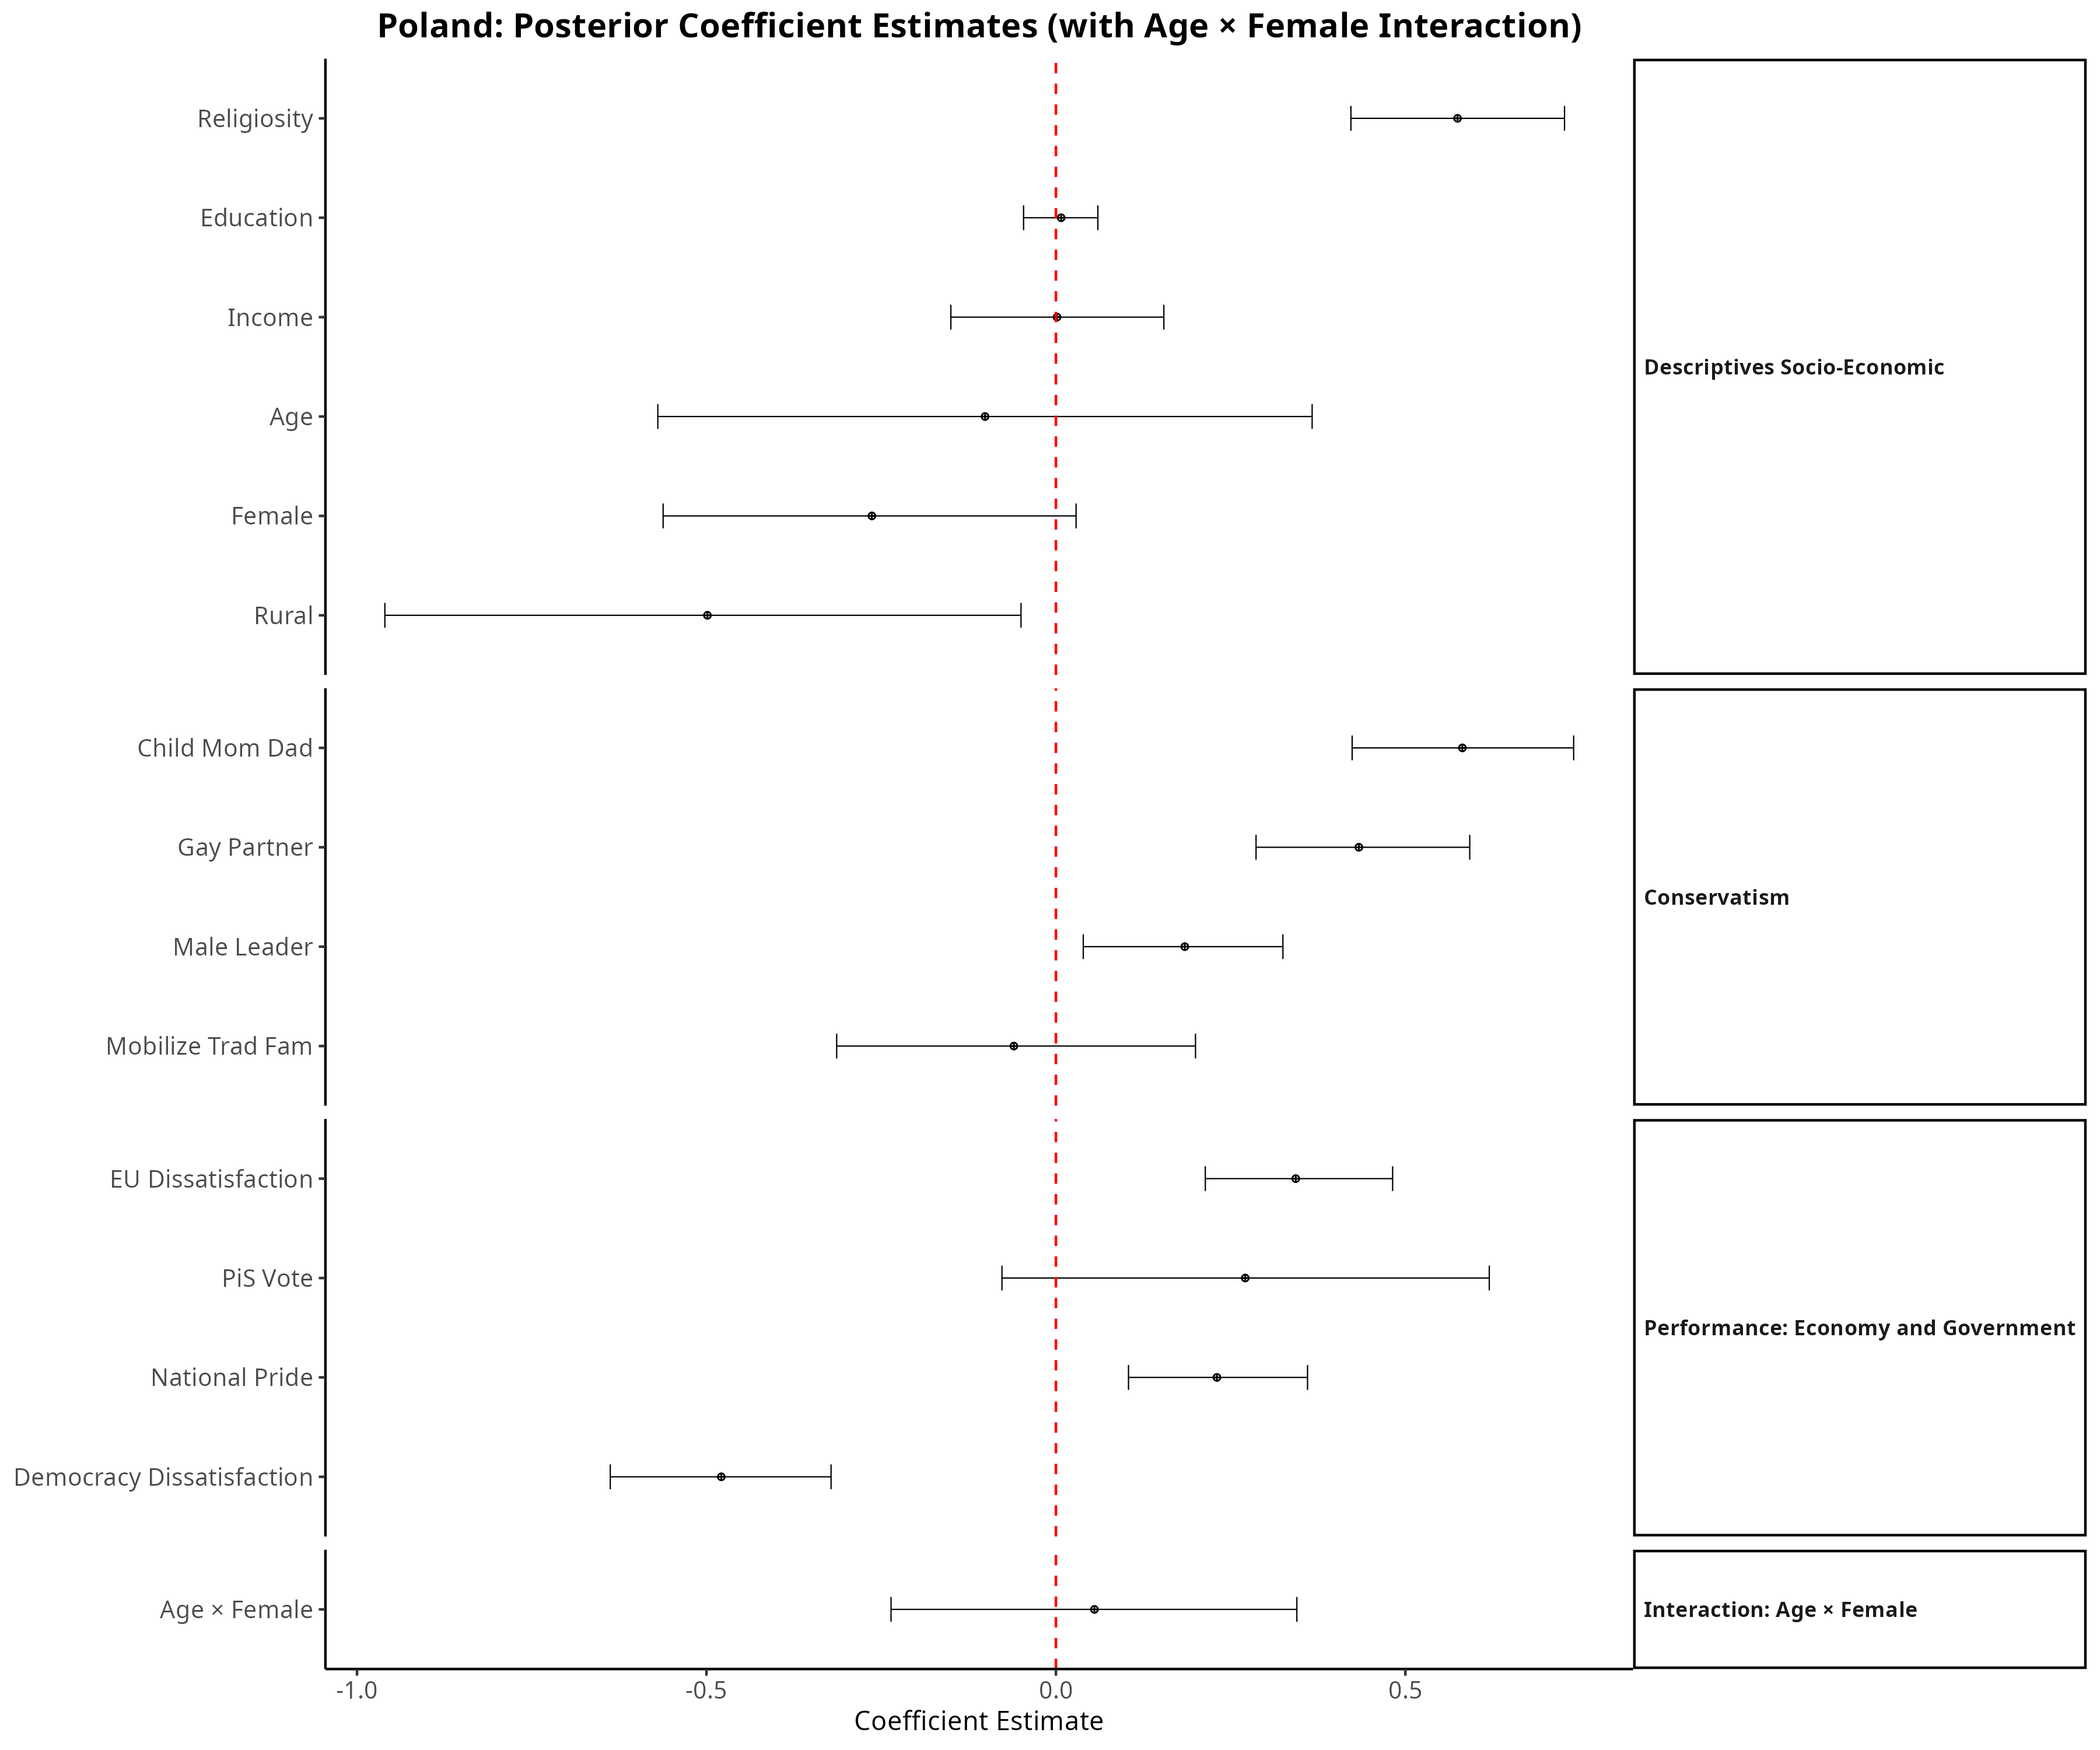 Poland: Posterior Coefficient Estimates (with Age × Female Interaction)
Religiosity
Education
Income
Age
Female
Rural
Descriptives Socio-Economic
Child Mom Dad
Gay Partner
Male Leader
Mobilize Trad Fam
Conservatism
EU Dissatisfaction
PiS Vote
National Pride
Democracy Dissatisfaction
Performance: Economy and Government
Age × Female
Interaction: Age × Female
-1.0 -0.5 0.0 0.5
Coefficient Estimate